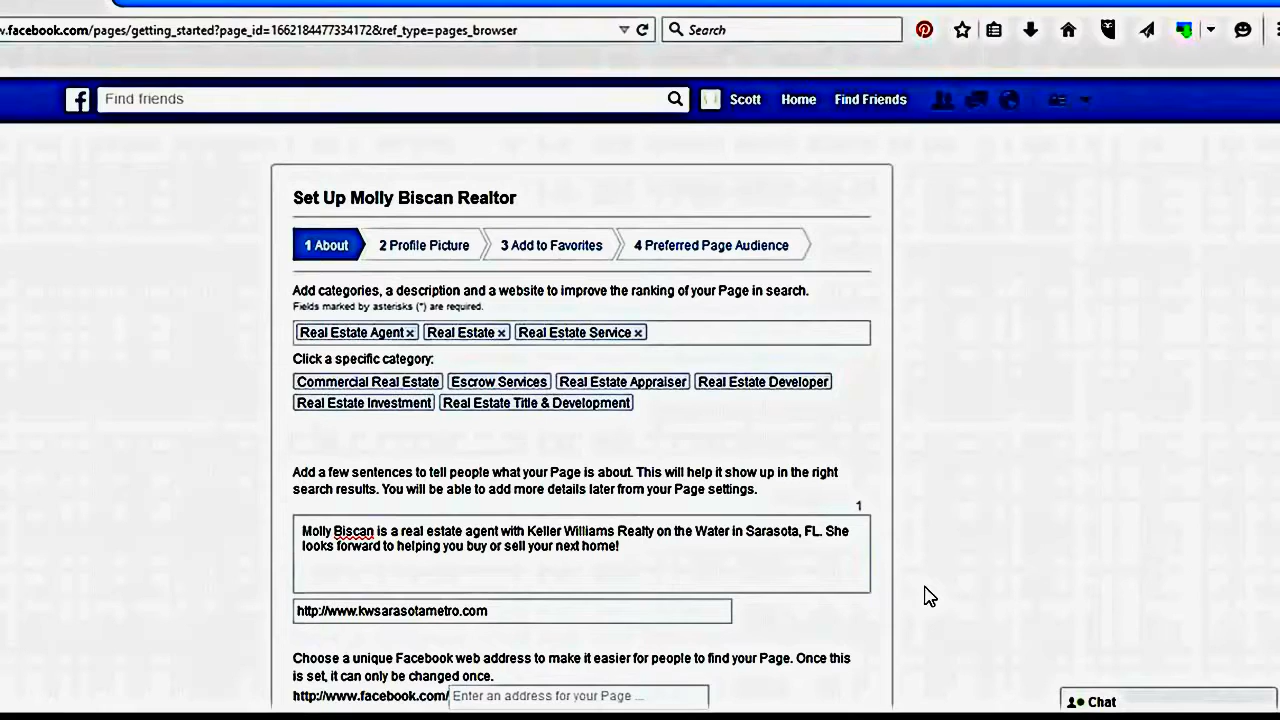 w.facebook.com/pages/getting_started?page_id=1662184477334172&ref_type=pages_browser
Search
Find friends
Scott Home Find Friends
Set Up Molly Biscan Realtor
1 About 2 Profile Picture 3 Add to Favorites 4 Preferred Page Audience
Add categories, a description and a website to improve the ranking of your Page in search.
Fields marked by asterisks (*) are required.
Real Estate Agent × Real Estate × Real Estate Service ×
Click a specific category:
Commercial Real Estate Escrow Services Real Estate Appraiser Real Estate Developer
Real Estate Investment Real Estate Title & Development
Add a few sentences to tell people what your Page is about. This will help it show up in the right
search results. You will be able to add more details later from your Page settings.
1
Molly Biscan is a real estate agent with Keller Williams Realty on the Water in Sarasota, FL. She
looks forward to helping you buy or sell your next home!
http://www.kwsarasotametro.com
Choose a unique Facebook web address to make it easier for people to find your Page. Once this
is set, it can only be changed once.
http://www.facebook.com/ Enter an address for your Page ...
Chat